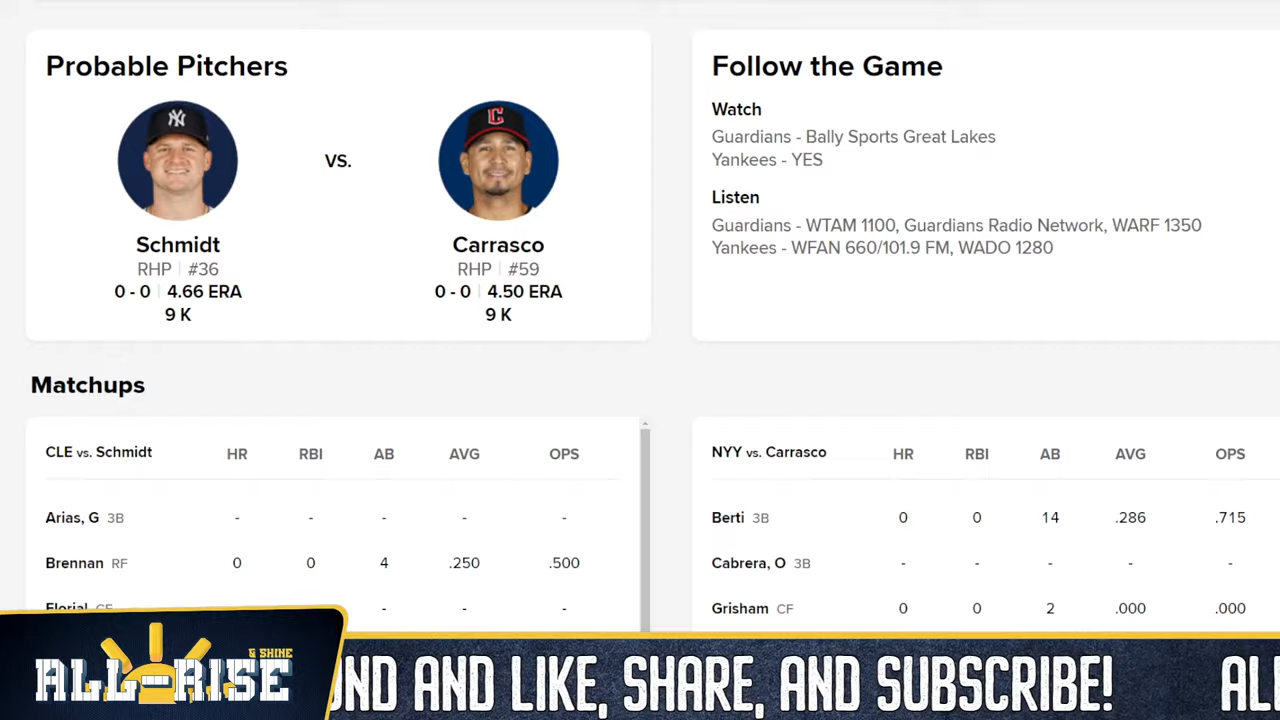 Probable Pitchers
VS.
Schmidt
RHP | #36
0 - 0 | 4.66 ERA
9 K
Carrasco
RHP | #59
0 - 0 | 4.50 ERA
9 K
Follow the Game
Watch
Guardians - Bally Sports Great Lakes
Yankees - YES
Listen
Guardians - WTAM 1100, Guardians Radio Network, WARF 1350
Yankees - WFAN 660/101.9 FM, WADO 1280
Matchups
CLE vs. Schmidt HR RBI AB AVG OPS
Arias, G 3B - - - - -
Brennan RF 0 0 4 .250 .500
Florial CF - - -
NYY vs. Carrasco HR RBI AB AVG OPS
Berti 3B 0 0 14 .286 .715
Cabrera, O 3B - - - - -
Grisham CF 0 0 2 .000 .000
& SHINE
ALL-RISE
AND LIKE, SHARE, AND SUBSCRIBE!